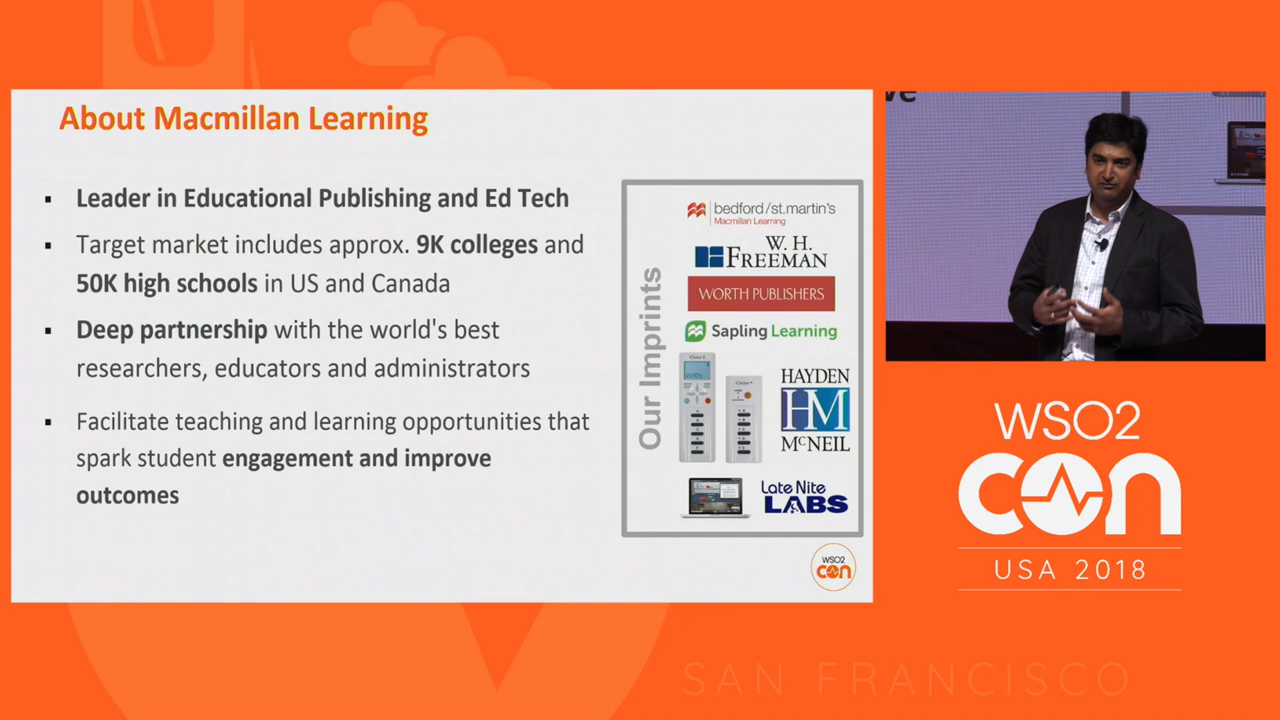 About Macmillan Learning
▪ Leader in Educational Publishing and Ed Tech
▪ Target market includes approx. 9K colleges and
50K high schools in US and Canada
▪ Deep partnership with the world's best
researchers, educators and administrators
▪ Facilitate teaching and learning opportunities that
spark student engagement and improve
outcomes
Our Imprints
bedford/st.martin's
Macmillan Learning
W. H.
FREEMAN
WORTH PUBLISHERS
Sapling Learning
HAYDEN
HM
MCNEIL
Late Nite
LABS
WSO2
con
WSO2
con
USA 2018
SAN FRANCISCO